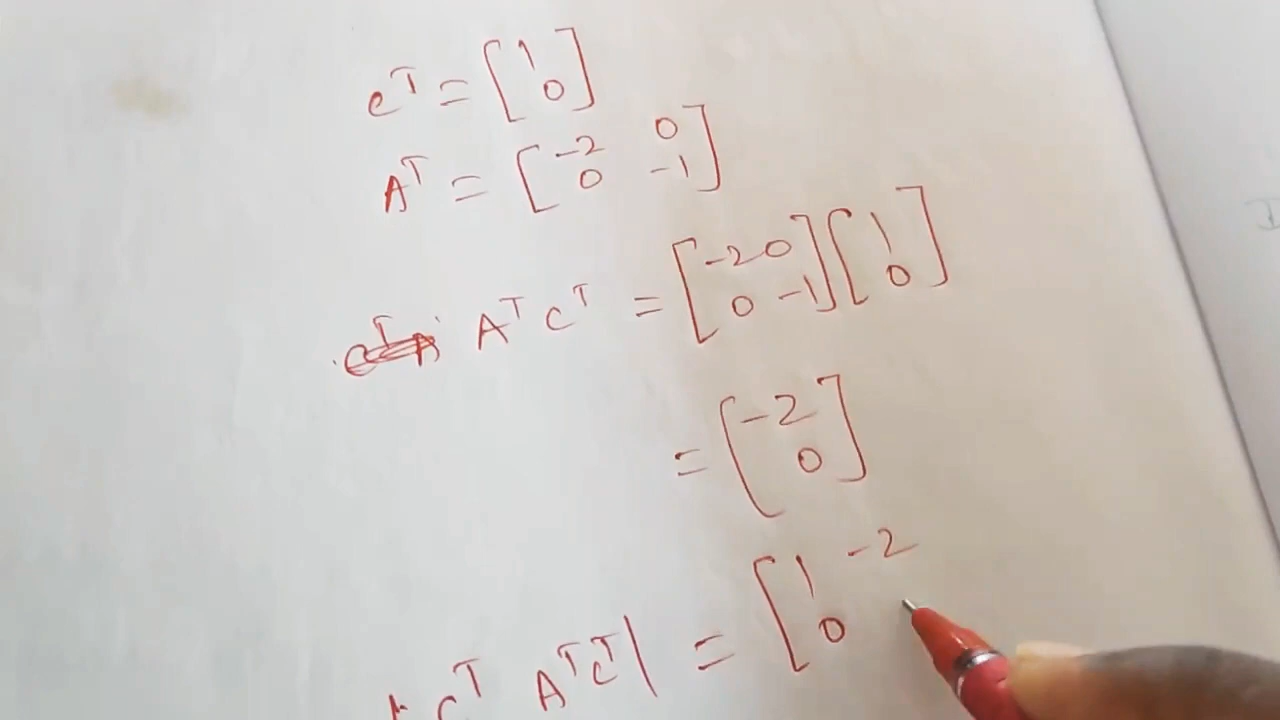 c^T = [1
0]
A^T = [-2 0
0 -1]
A^T C^T = [-2 0
0 -1] [1
0]
= [-2
0]
C^T A^T C^T | = [1 -2
0